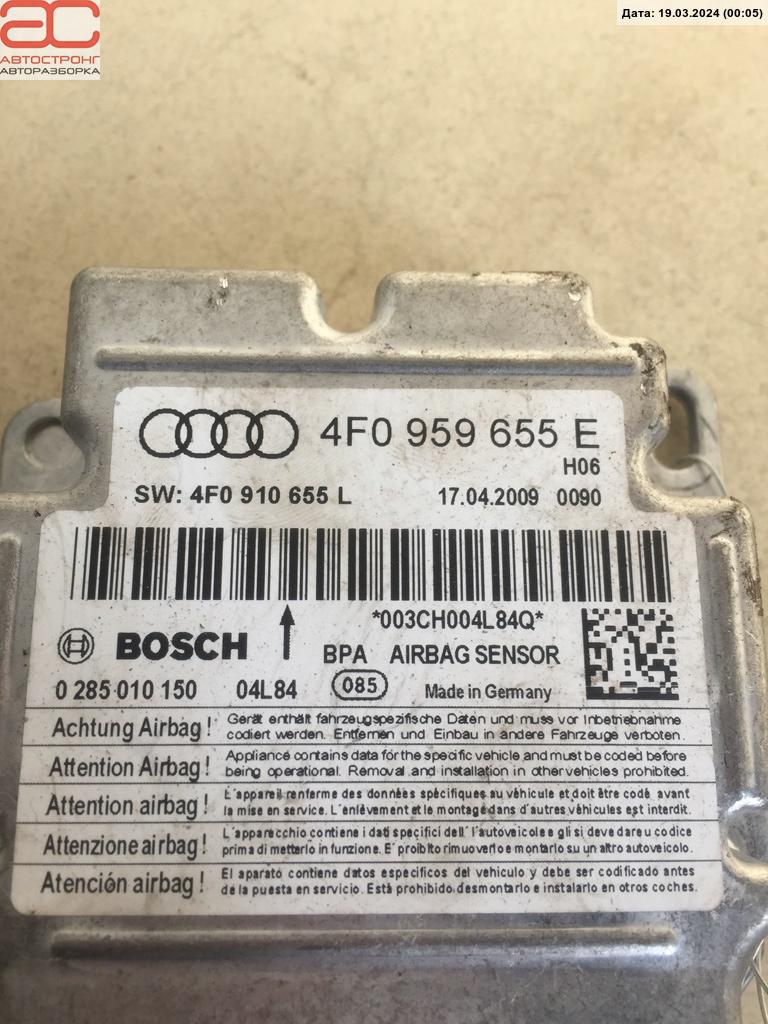 АС
АВТОСТРОНГ
АВТОРАЗБОРКА
Дата: 19.03.2024 (00:05)
4F0 959 655 E
H06
SW: 4F0 910 655 L 17.04.2009 0090
*003CH004L84Q*
BOSCH BPA AIRBAG SENSOR
0 285 010 150 04L84 085 Made in Germany
Achtung Airbag! Gerät enthält fahrzeugspezifische Daten und muss vor Inbetriebnahme
codiert werden. Entfernen und Einbau in andere Fahrzeuge verboten.
Attention Airbag! Appliance contains data for the specific vehicle and must be coded before
being operational. Removal and installation in other vehicles prohibited.
Attention airbag! L'appareil renferme des données spécifiques au véhicule et doit être codé avant
la mise en service. L'enlèvement et le montage dans d'autres véhicules est interdit.
Attenzione airbag! L'apparecchio contiene i dati specifici dell' l'autoveicolo e gli si deve dare u codice
prima di metterlo in funzione. E' proibito rimuoverlo e montarlo su un altro autoveicolo.
Atención airbag! El aparato contiene datos especificos del vehiculo y debe ser codificado antes
de la puesta en servicio. Está prohibido desmontarlo e instalarlo en otros coches.